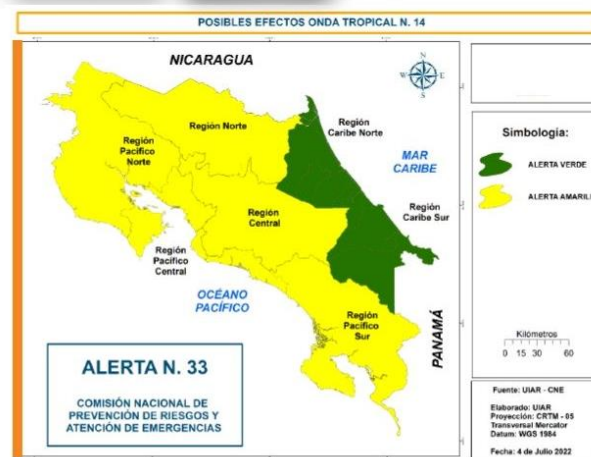 POSIBLES EFECTOS ONDA TROPICAL N. 14
NICARAGUA
N
W E
S
Región Norte
Región
Caribe Norte
Región
Pacífico
Norte
MAR
CARIBE
Región
Central
Región
Caribe Sur
Región
Pacífico
Central
OCÉANO
PACÍFICO
Región
Pacífico
Sur
PANAMÁ
ALERTA N. 33
COMISIÓN NACIONAL DE
PREVENCIÓN DE RIESGOS Y
ATENCIÓN DE EMERGENCIAS
Simbología:
ALERTA VERDE
ALERTA AMARILL
Kilómetros
0 15 30 60
Fuente: UIAR - CNE
Elaborado: UIAR
Proyección: CRTM - 05
Transversal Mercator
Datum: WGS 1984
Fecha: 4 de Julio 2022